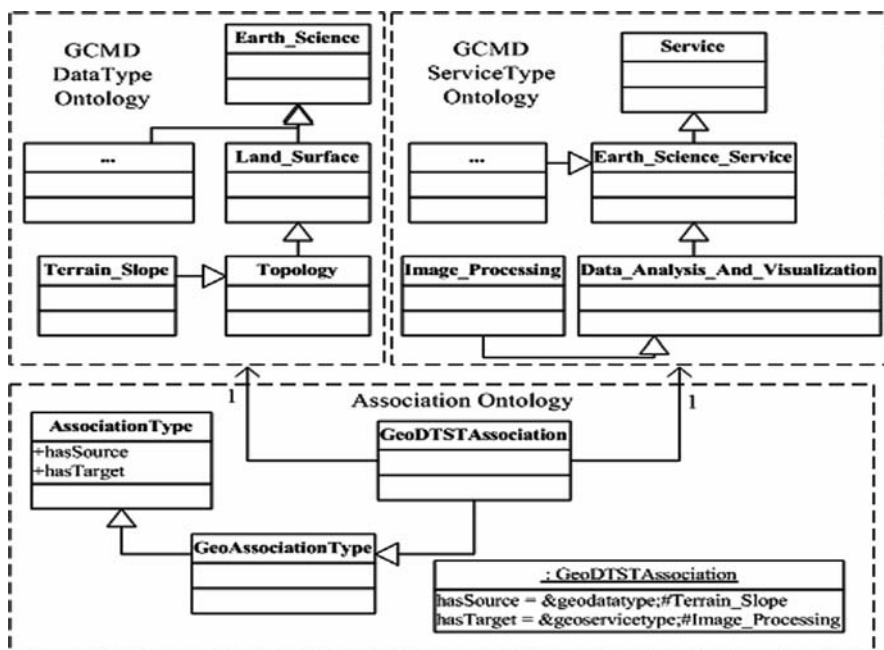 GCMD
DataType
Ontology
Earth_Science
...
Land_Surface
Terrain_Slope
Topology
GCMD
ServiceType
Ontology
Service
...
Earth_Science_Service
Image_Processing
Data_Analysis_And_Visualization
1
1
Association Ontology
AssociationType
+hasSource
+hasTarget
GeoDTSTAssociation
GeoAssociationType
: GeoDTSTAssociation
hasSource = &geodatatype;#Terrain_Slope
hasTarget = &geoservicetype;#Image_Processing